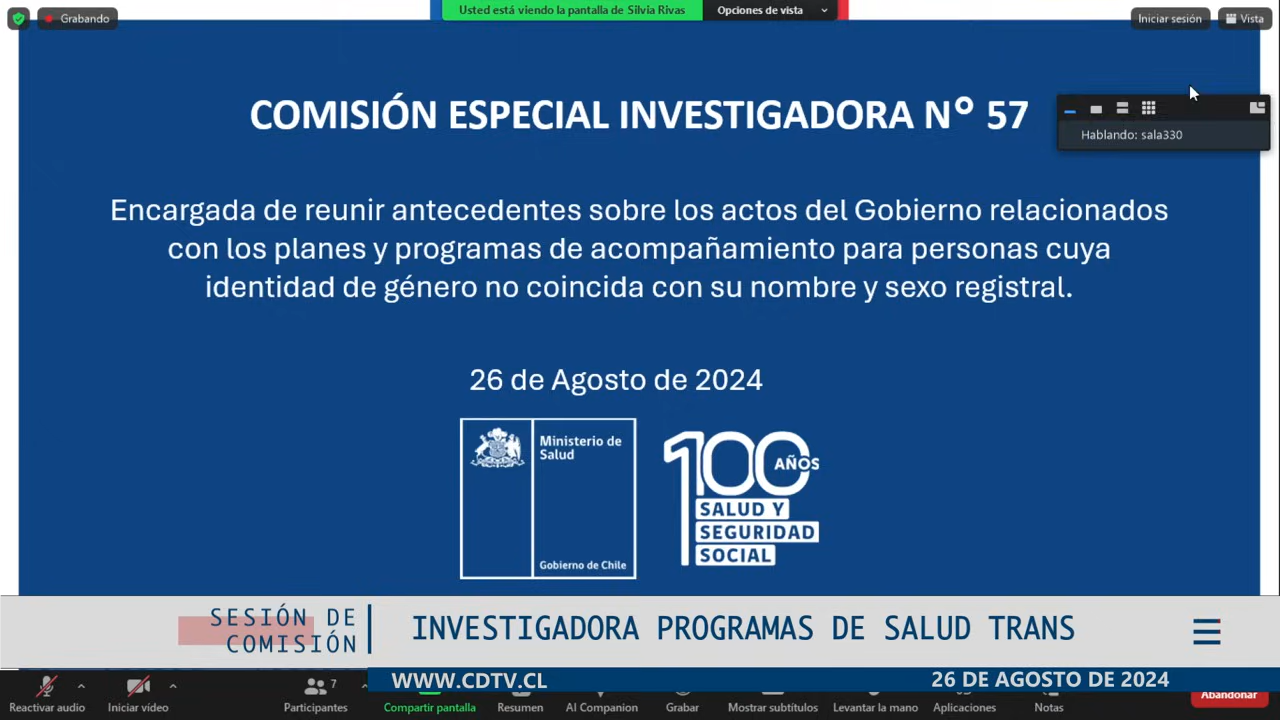 Grabando
Usted está viendo la pantalla de Silvia Rivas
Opciones de vista
Iniciar sesión
Vista
COMISIÓN ESPECIAL INVESTIGADORA N° 57
Hablando: sala330
Encargada de reunir antecedentes sobre los actos del Gobierno relacionados
con los planes y programas de acompañamiento para personas cuya
identidad de género no coincida con su nombre y sexo registral.
26 de Agosto de 2024
Ministerio de
Salud
Gobierno de Chile
100 AÑOS
SALUD Y
SEGURIDAD
SOCIAL
SESIÓN DE
COMISIÓN
INVESTIGADORA PROGRAMAS DE SALUD TRANS
WWW.CDTV.CL
26 DE AGOSTO DE 2024
7
Reactivar audio
Iniciar vídeo
Participantes
Compartir pantalla
Resumen
AI Companion
Grabar
Mostrar subtítulos
Levantar la mano
Aplicaciones
Notas
Abandonar